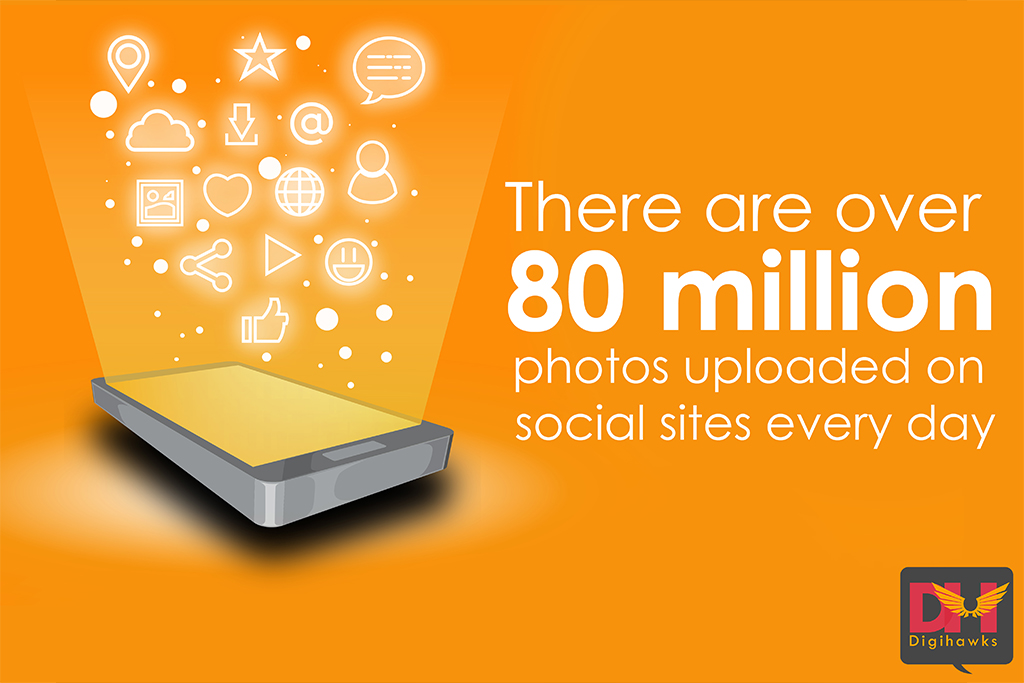 There are over
80 million
photos uploaded on
social sites every day
DH
Digihawks